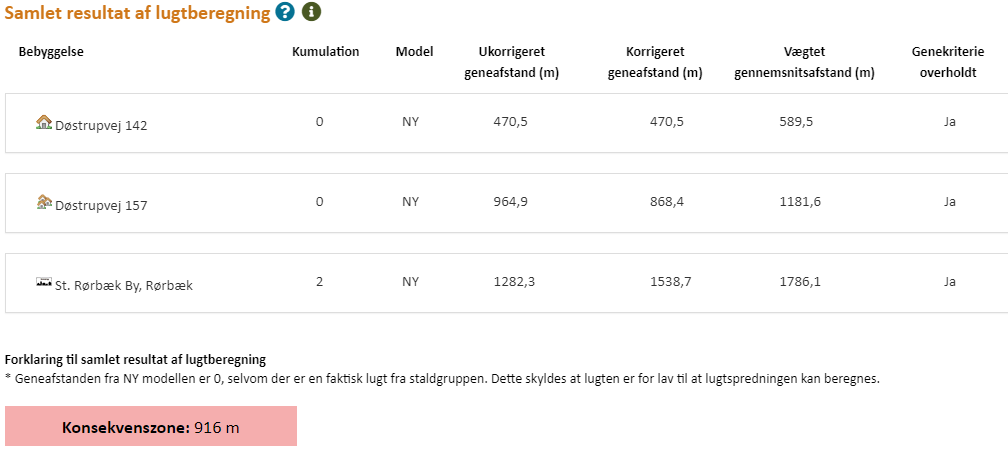 Samlet resultat af lugtberegning ? i
Bebyggelse Kumulation Model Ukorrigeret geneafstand (m) Korrigeret geneafstand (m) Vægtet gennemsnitsafstand (m) Genekriterie overholdt
Døstrupvej 142 0 NY 470,5 470,5 589,5 Ja
Døstrupvej 157 0 NY 964,9 868,4 1181,6 Ja
St. Rørbæk By, Rørbæk 2 NY 1282,3 1538,7 1786,1 Ja
Forklaring til samlet resultat af lugtberegning
* Geneafstanden fra NY modellen er 0, selvom der er en faktisk lugt fra staldgruppen. Dette skyldes at lugten er for lav til at lugtspredningen kan beregnes.
Konsekvenszone: 916 m